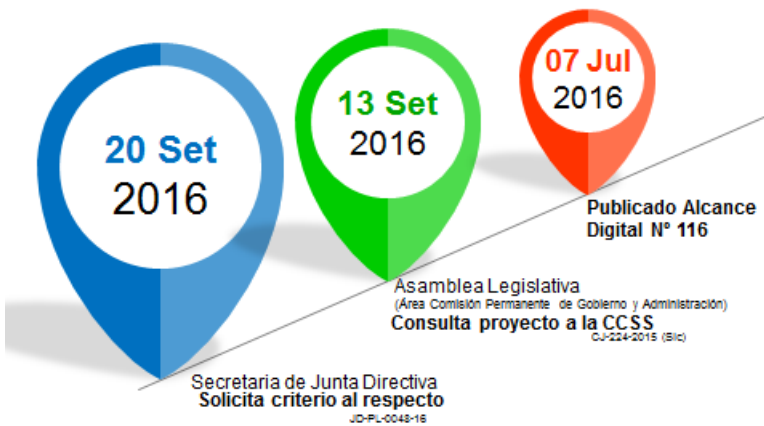 07 Jul
2016
13 Set
2016
20 Set
2016
Publicado Alcance
Digital Nº 116
Asamblea Legislativa
(Área Comisión Permanente de Gobierno y Administración)
Consulta proyecto a la CCSS
CJ-224-2015 (Sic)
Secretaria de Junta Directiva
Solicita criterio al respecto
JD-PL-0048-16